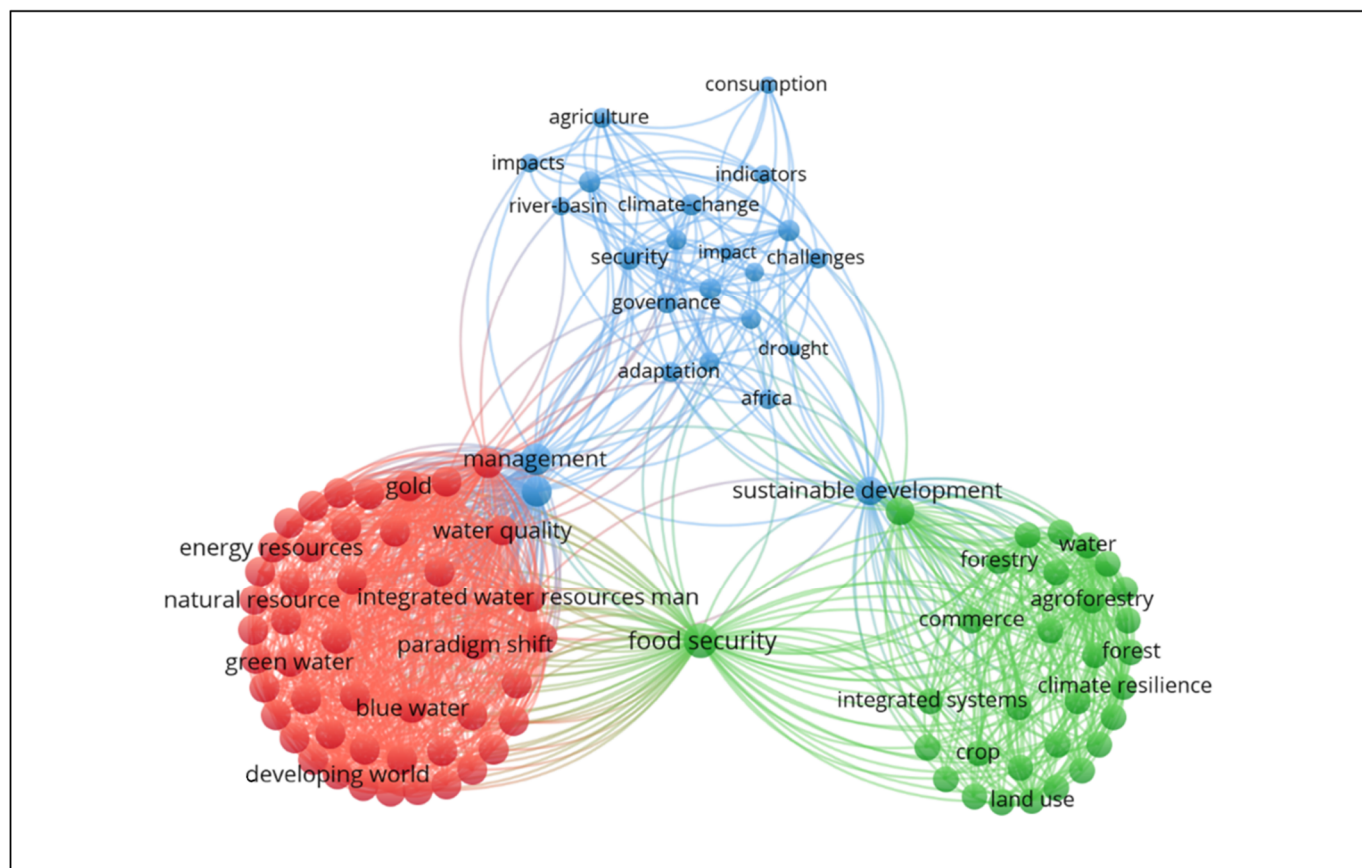 consumption
agriculture
impacts
indicators
river-basin
climate-change
security
impact
challenges
governance
drought
adaptation
africa
management
gold
sustainable development
water quality
energy resources
forestry
water
natural resource
integrated water resources man
agroforestry
commerce
paradigm shift
food security
forest
green water
climate resilience
integrated systems
blue water
crop
developing world
land use